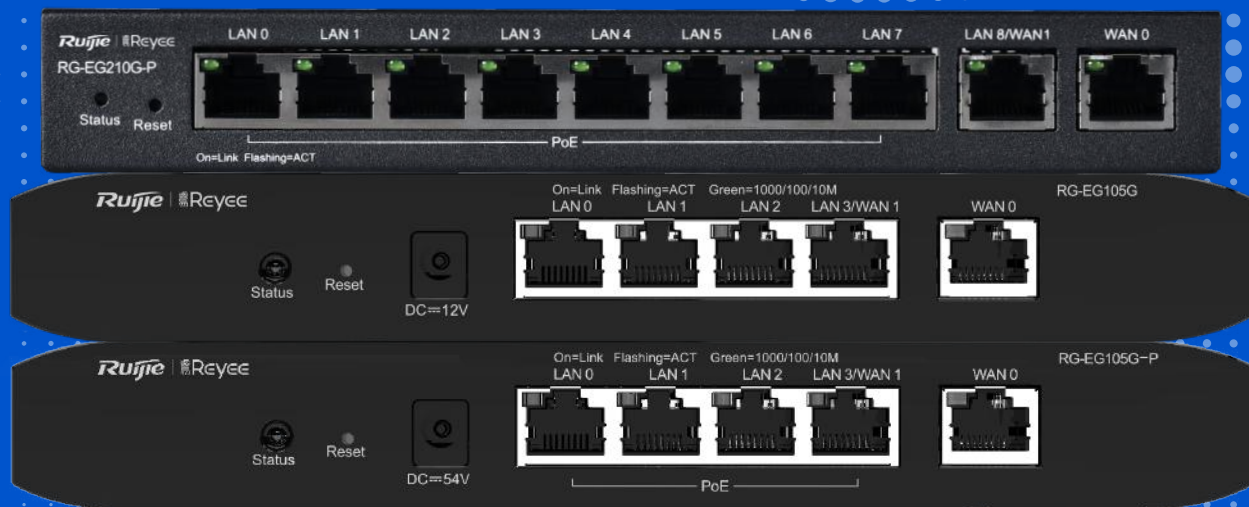 Ruijie | Reyee
LAN 0 LAN 1 LAN 2 LAN 3 LAN 4 LAN 5 LAN 6 LAN 7 LAN 8/WAN1 WAN 0
RG-EG210G-P
Status Reset
PoE
On=Link Flashing=ACT
Ruijie | Reyee
On=Link Flashing=ACT Green=1000/100/10M
RG-EG105G
LAN 0 LAN 1 LAN 2 LAN 3/WAN 1 WAN 0
Status Reset
DC⎓12V
Ruijie | Reyee
On=Link Flashing=ACT Green=1000/100/10M
RG-EG105G-P
LAN 0 LAN 1 LAN 2 LAN 3/WAN 1 WAN 0
Status Reset
DC⎓54V
PoE